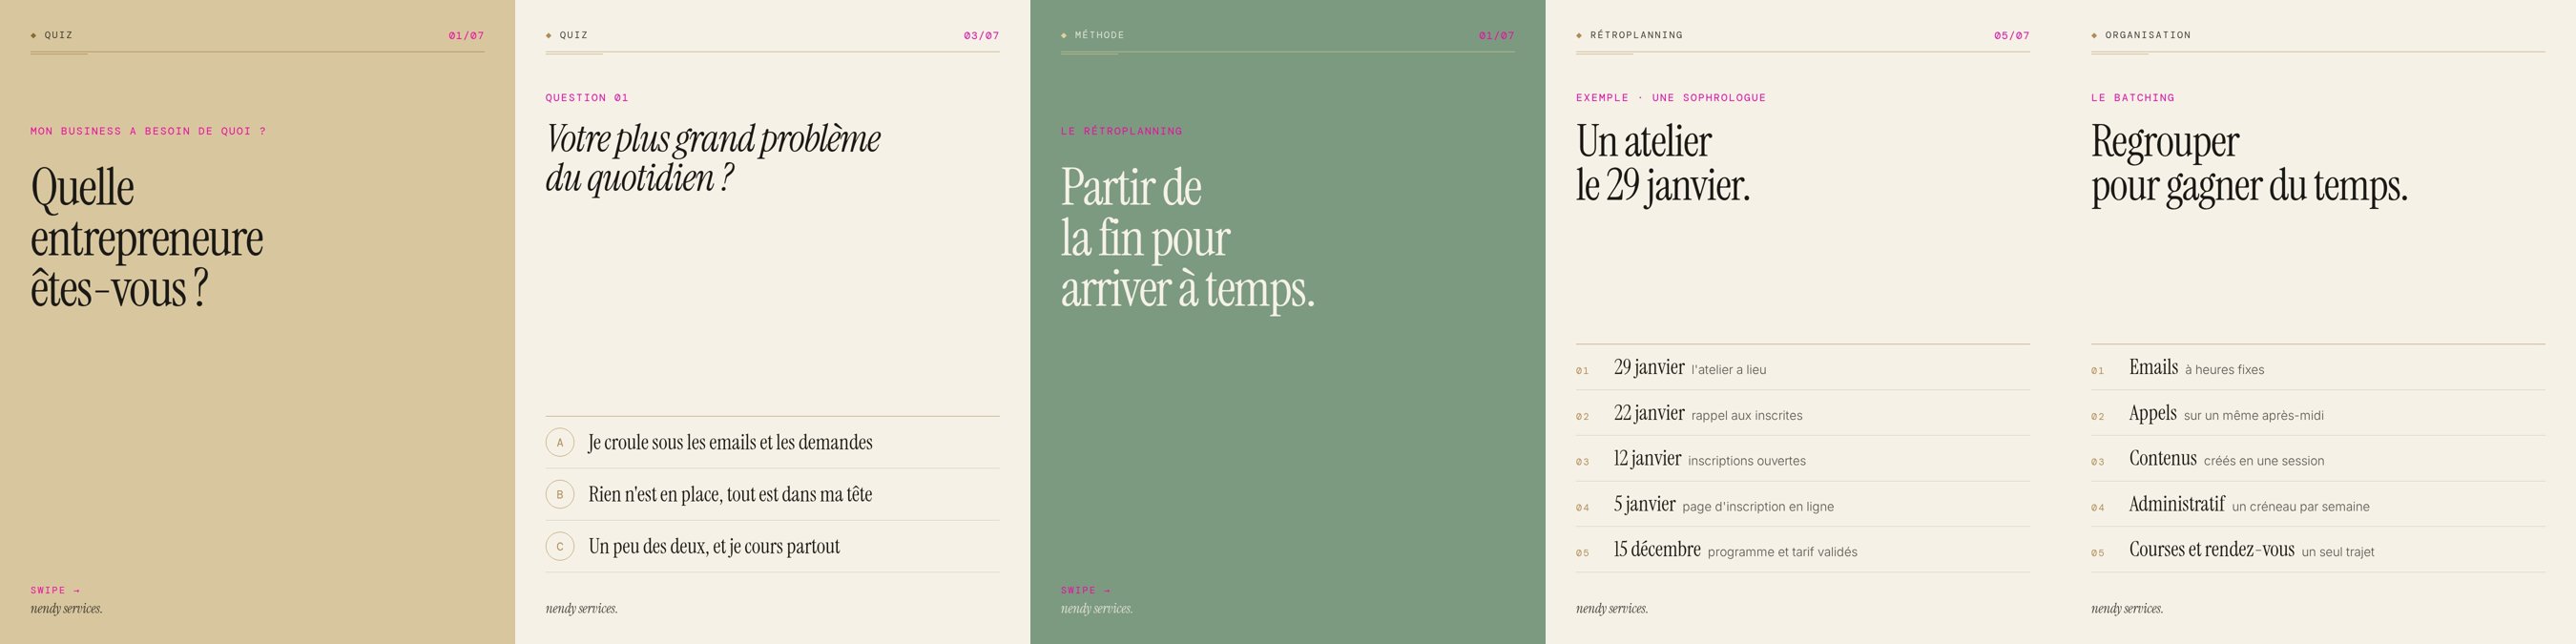 ◆ QUIZ
01/07
MON BUSINESS A BESOIN DE QUOI ?
Quelle
entrepreneure
êtes-vous ?
SWIPE →
nendy services.
◆ QUIZ
03/07
QUESTION 01
Votre plus grand problème
du quotidien ?
A Je croule sous les emails et les demandes
B Rien n'est en place, tout est dans ma tête
C Un peu des deux, et je cours partout
nendy services.
◆ MÉTHODE
01/07
LE RÉTROPLANNING
Partir de
la fin pour
arriver à temps.
SWIPE →
nendy services.
◆ RÉTROPLANNING
05/07
EXEMPLE · UNE SOPHROLOGUE
Un atelier
le 29 janvier.
01 29 janvier l'atelier a lieu
02 22 janvier rappel aux inscrites
03 12 janvier inscriptions ouvertes
04 5 janvier page d'inscription en ligne
05 15 décembre programme et tarif validés
nendy services.
◆ ORGANISATION
LE BATCHING
Regrouper
pour gagner du temps.
01 Emails à heures fixes
02 Appels sur un même après-midi
03 Contenus créés en une session
04 Administratif un créneau par semaine
05 Courses et rendez-vous un seul trajet
nendy services.